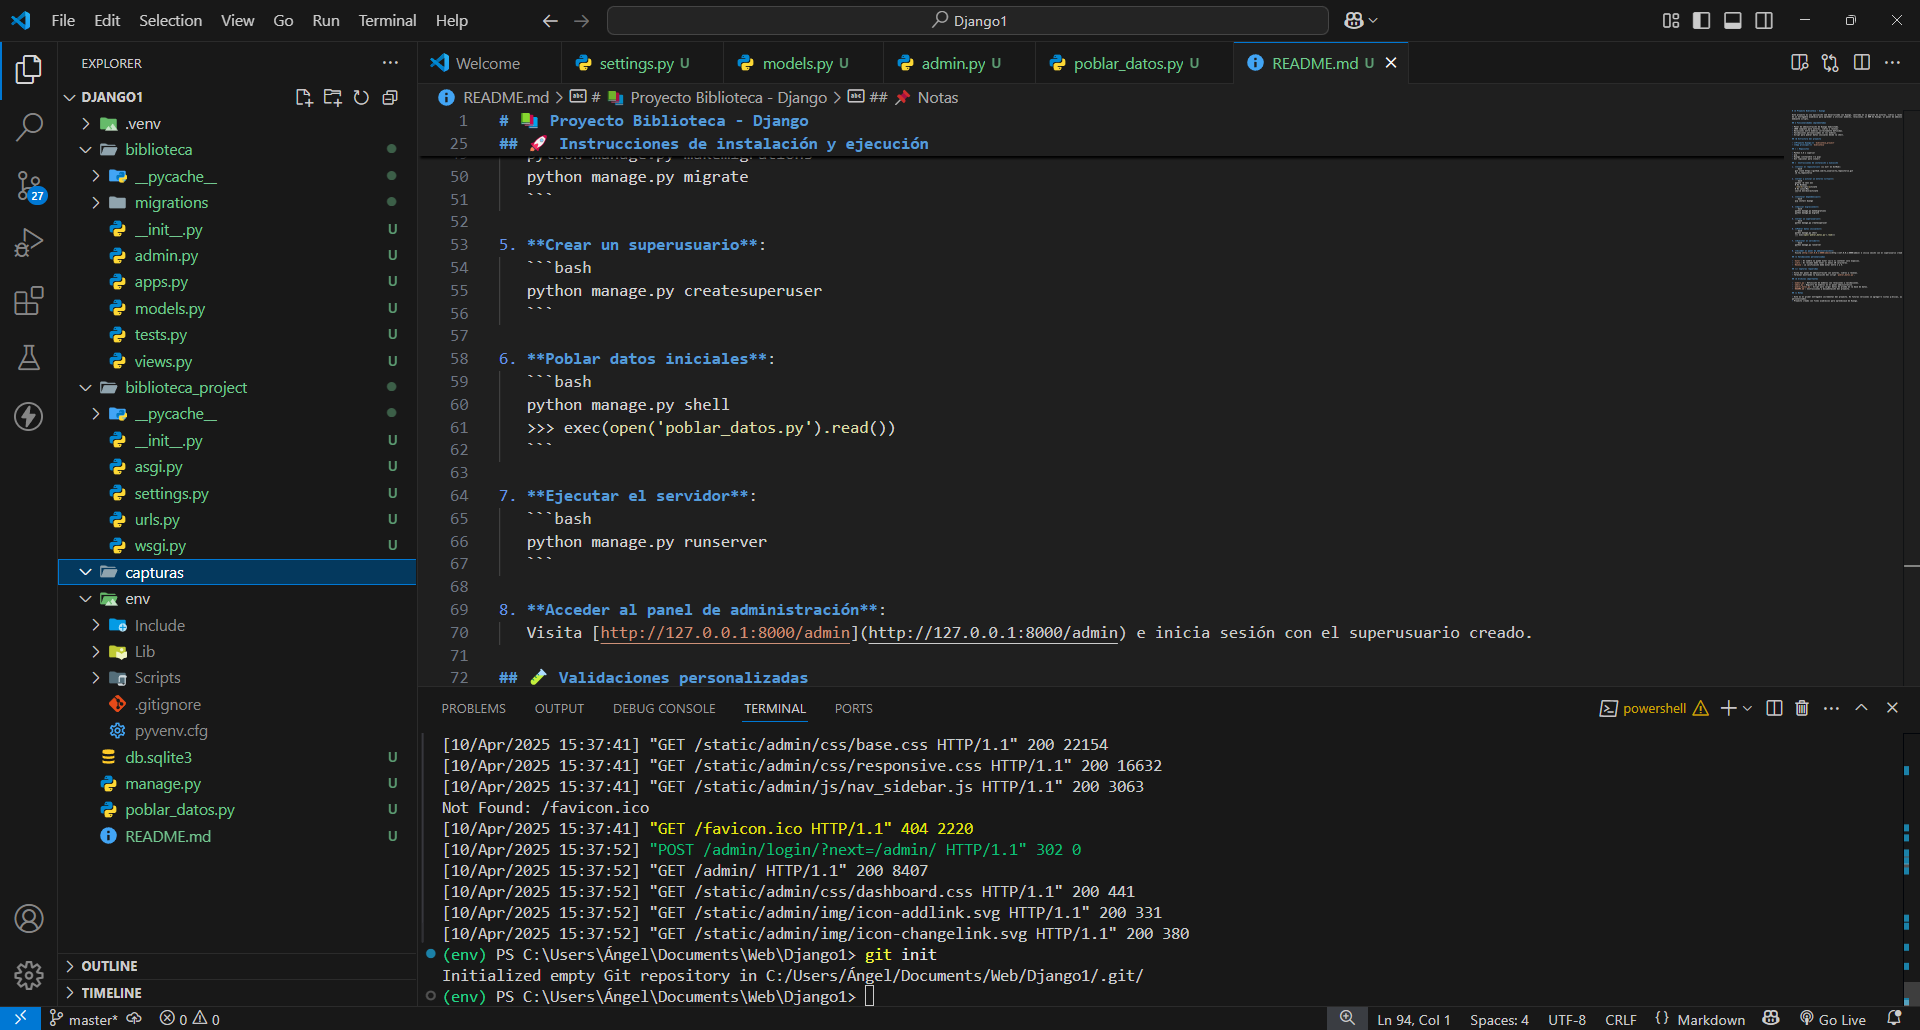 File Edit Selection View Go Run Terminal Help
Django1
EXPLORER
DJANGO1
.venv
biblioteca
__pycache__
migrations
__init__.py U
admin.py U
apps.py U
models.py U
tests.py U
views.py U
biblioteca_project
__pycache__
__init__.py U
asgi.py U
settings.py U
urls.py U
wsgi.py U
capturas
env
Include
Lib
Scripts
.gitignore
pyvenv.cfg
db.sqlite3 U
manage.py U
poblar_datos.py U
README.md U
OUTLINE
TIMELINE
27
Welcome settings.py U models.py U admin.py U poblar_datos.py U README.md U
README.md > # Proyecto Biblioteca - Django > ## Notas
1 # Proyecto Biblioteca - Django
25 ## Instrucciones de instalación y ejecución
python manage.py makemigrations
50 python manage.py migrate
51 ```
52
53 5. **Crear un superusuario**:
54 ```bash
55 python manage.py createsuperuser
56 ```
57
58 6. **Poblar datos iniciales**:
59 ```bash
60 python manage.py shell
61 >>> exec(open('poblar_datos.py').read())
62 ```
63
64 7. **Ejecutar el servidor**:
65 ```bash
66 python manage.py runserver
67 ```
68
69 8. **Acceder al panel de administración**:
70 Visita [http://127.0.0.1:8000/admin](http://127.0.0.1:8000/admin) e inicia sesión con el superusuario creado.
71
72 ## Validaciones personalizadas
PROBLEMS OUTPUT DEBUG CONSOLE TERMINAL PORTS
powershell
[10/Apr/2025 15:37:41] "GET /static/admin/css/base.css HTTP/1.1" 200 22154
[10/Apr/2025 15:37:41] "GET /static/admin/css/responsive.css HTTP/1.1" 200 16632
[10/Apr/2025 15:37:41] "GET /static/admin/js/nav_sidebar.js HTTP/1.1" 200 3063
Not Found: /favicon.ico
[10/Apr/2025 15:37:41] "GET /favicon.ico HTTP/1.1" 404 2220
[10/Apr/2025 15:37:52] "POST /admin/login/?next=/admin/ HTTP/1.1" 302 0
[10/Apr/2025 15:37:52] "GET /admin/ HTTP/1.1" 200 8407
[10/Apr/2025 15:37:52] "GET /static/admin/css/dashboard.css HTTP/1.1" 200 441
[10/Apr/2025 15:37:52] "GET /static/admin/img/icon-addlink.svg HTTP/1.1" 200 331
[10/Apr/2025 15:37:52] "GET /static/admin/img/icon-changelink.svg HTTP/1.1" 200 380
(env) PS C:\Users\Ángel\Documents\Web\Django1> git init
Initialized empty Git repository in C:/Users/Ángel/Documents/Web/Django1/.git/
(env) PS C:\Users\Ángel\Documents\Web\Django1>
master* 0 0
Ln 94, Col 1 Spaces: 4 UTF-8 CRLF {} Markdown Go Live